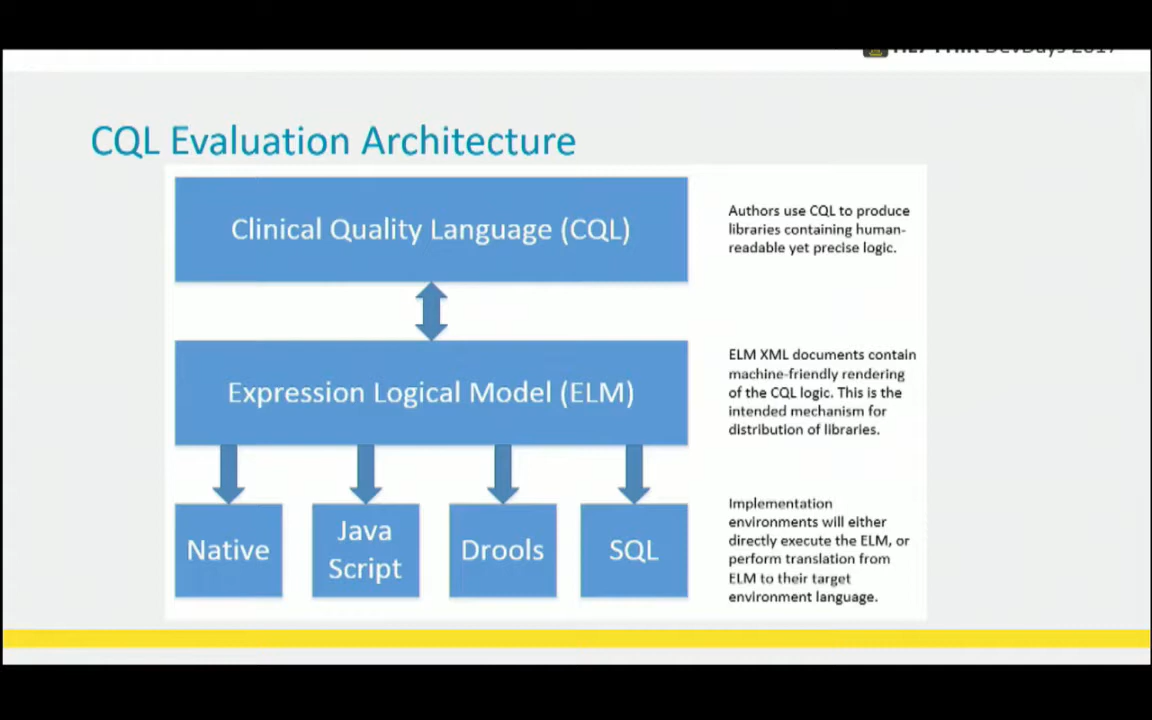 DevDays 2017
CQL Evaluation Architecture
Clinical Quality Language (CQL)
Authors use CQL to produce
libraries containing human-
readable yet precise logic.
Expression Logical Model (ELM)
ELM XML documents contain
machine-friendly rendering
of the CQL logic. This is the
intended mechanism for
distribution of libraries.
Native
Java
Script
Drools
SQL
Implementation
environments will either
directly execute the ELM, or
perform translation from
ELM to their target
environment language.